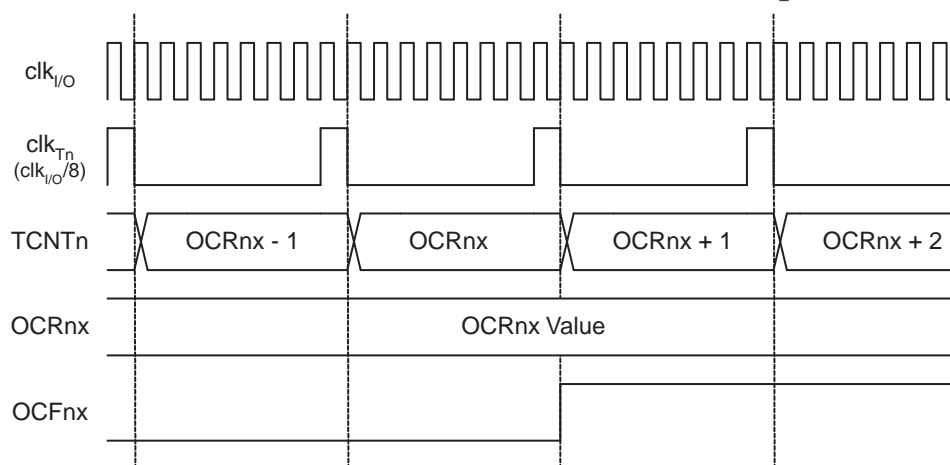 clkI/O
clkTn
(clkI/O/8)
TCNTn
OCRnx - 1
OCRnx
OCRnx + 1
OCRnx + 2
OCRnx
OCRnx Value
OCFnx